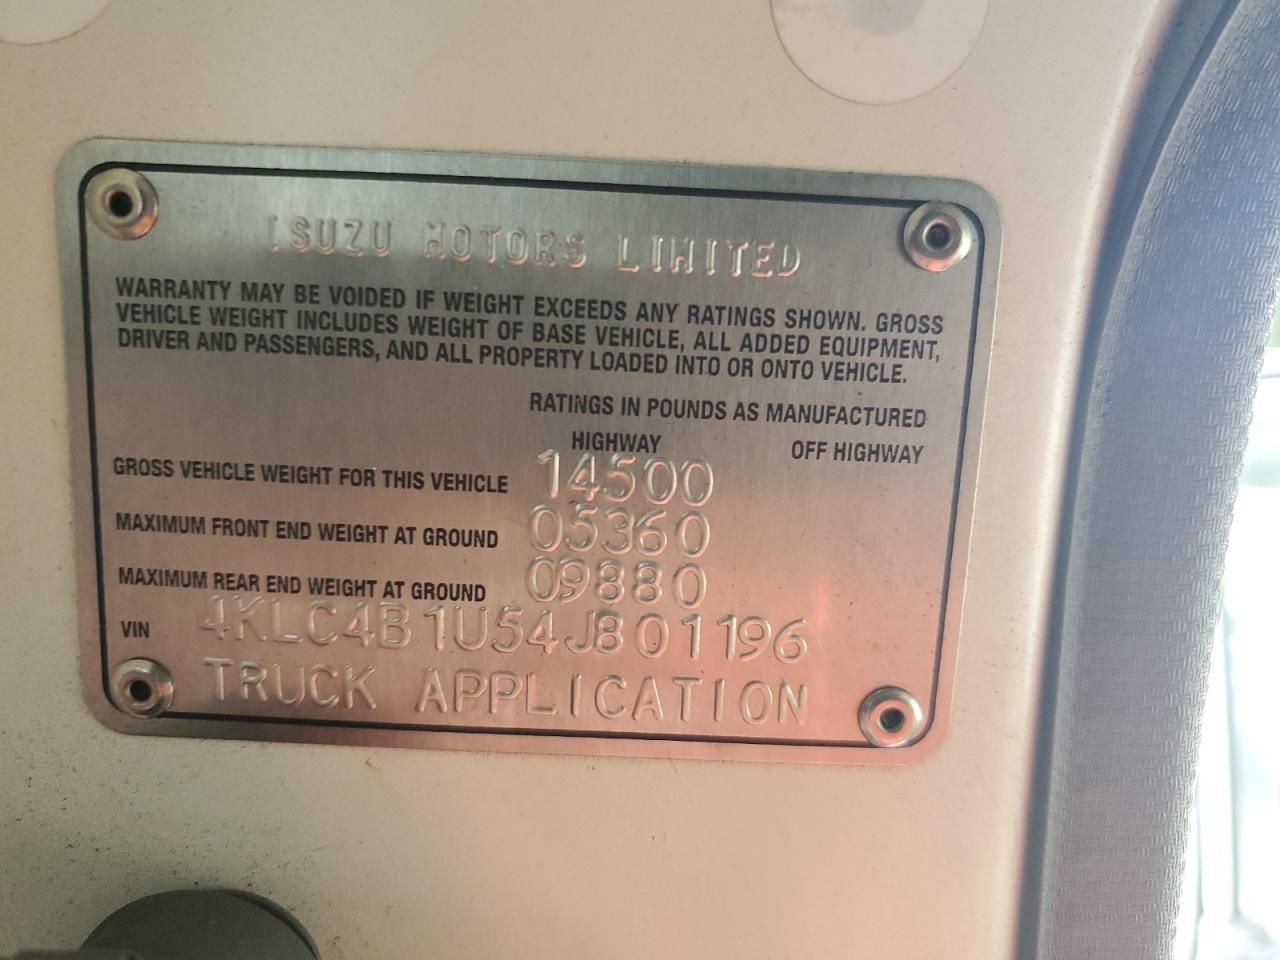 ISUZU MOTORS LIMITED
WARRANTY MAY BE VOIDED IF WEIGHT EXCEEDS ANY RATINGS SHOWN. GROSS
VEHICLE WEIGHT INCLUDES WEIGHT OF BASE VEHICLE, ALL ADDED EQUIPMENT,
DRIVER AND PASSENGERS, AND ALL PROPERTY LOADED INTO OR ONTO VEHICLE.
RATINGS IN POUNDS AS MANUFACTURED
HIGHWAY OFF HIGHWAY
GROSS VEHICLE WEIGHT FOR THIS VEHICLE 14500
MAXIMUM FRONT END WEIGHT AT GROUND 05360
MAXIMUM REAR END WEIGHT AT GROUND 09880
VIN 4KLC4B1U54J801196
TRUCK APPLICATION